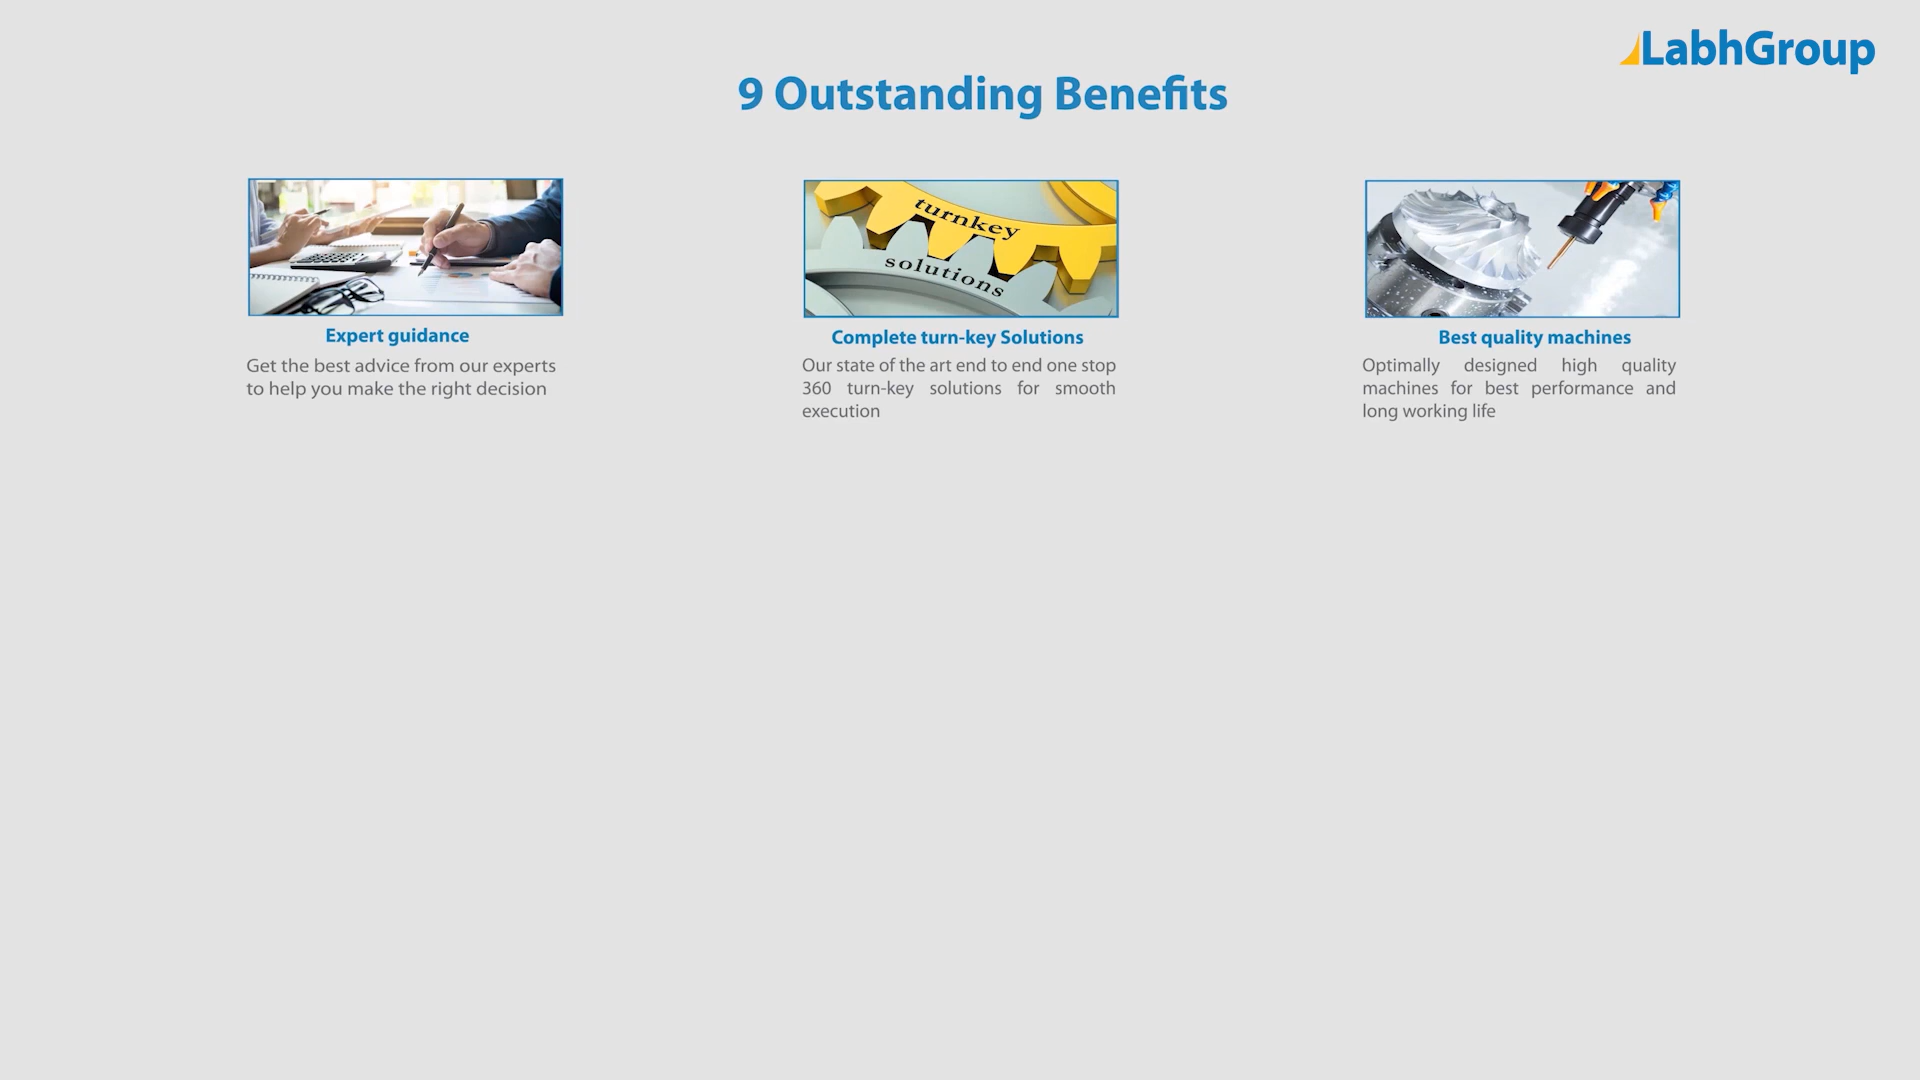 LabhGroup
9 Outstanding Benefits
turnkey
solutions
Expert guidance
Get the best advice from our experts
to help you make the right decision
Complete turn-key Solutions
Our state of the art end to end one stop
360 turn-key solutions for smooth
execution
Best quality machines
Optimally designed high quality
machines for best performance and
long working life